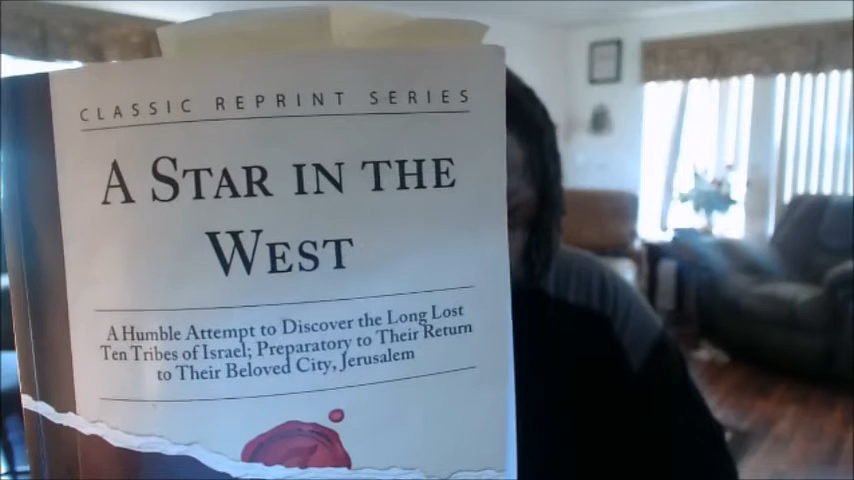 CLASSIC REPRINT SERIES
A STAR IN THE
WEST
A Humble Attempt to Discover the Long Lost
Ten Tribes of Israel; Preparatory to Their Return
to Their Beloved City, Jerusalem